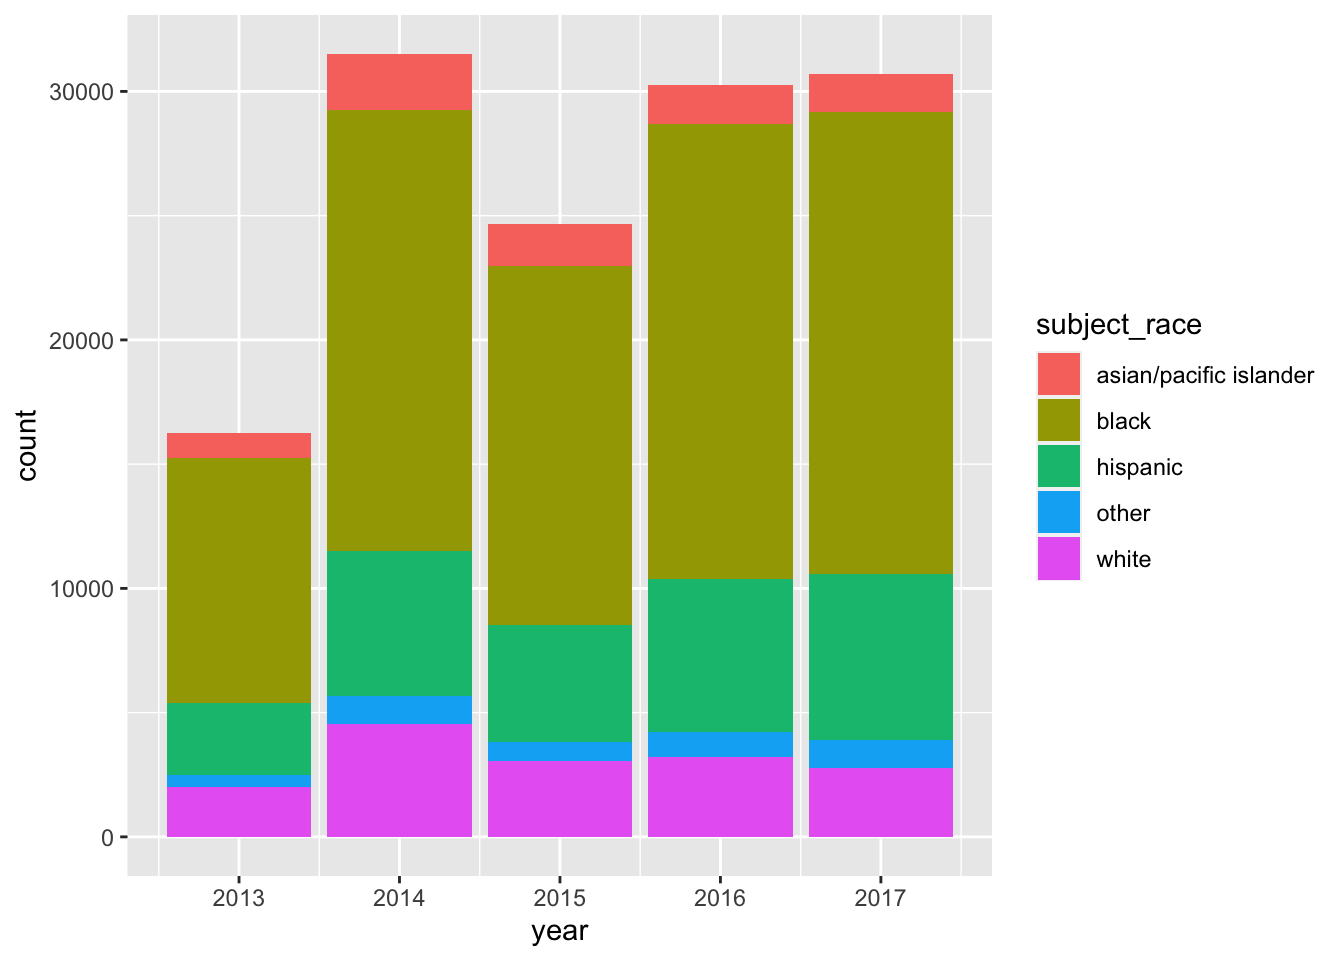 30000
20000
10000
0
count
2013 2014 2015 2016 2017
year
subject_race
asian/pacific islander
black
hispanic
other
white